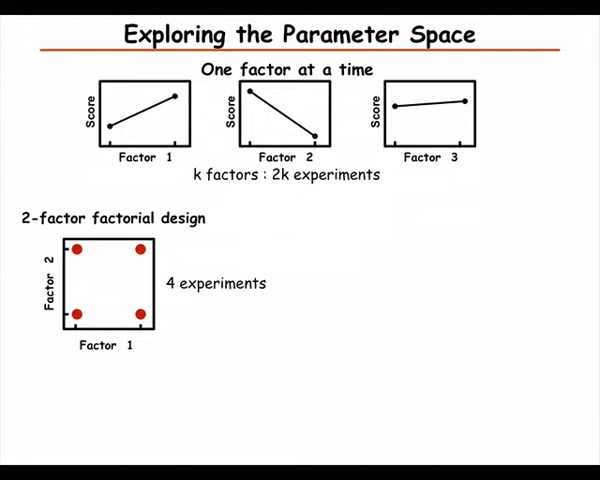 Exploring the Parameter Space
One factor at a time
Score
Factor 1
Score
Factor 2
Score
Factor 3
k factors : 2k experiments
2-factor factorial design
Factor 2
4 experiments
Factor 1